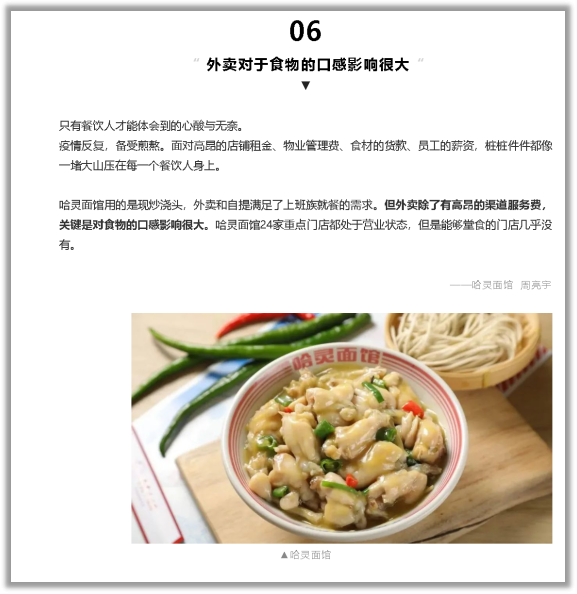 06
“ 外卖对于食物的口感影响很大 ”
▼
只有餐饮人才能体会到的心酸与无奈。
疫情反复，备受煎熬。面对高昂的店铺租金、物业管理费、食材的货款、员工的薪资，桩桩件件都像
一堵大山压在每一个餐饮人身上。
哈灵面馆用的是现炒浇头，外卖和自提满足了上班族就餐的需求。但外卖除了有高昂的渠道服务费，
关键是对食物的口感影响很大。哈灵面馆24家重点门店都处于营业状态，但是能够堂食的门店几乎没
有。
——哈灵面馆 周亮宇
哈灵面馆
▲哈灵面馆